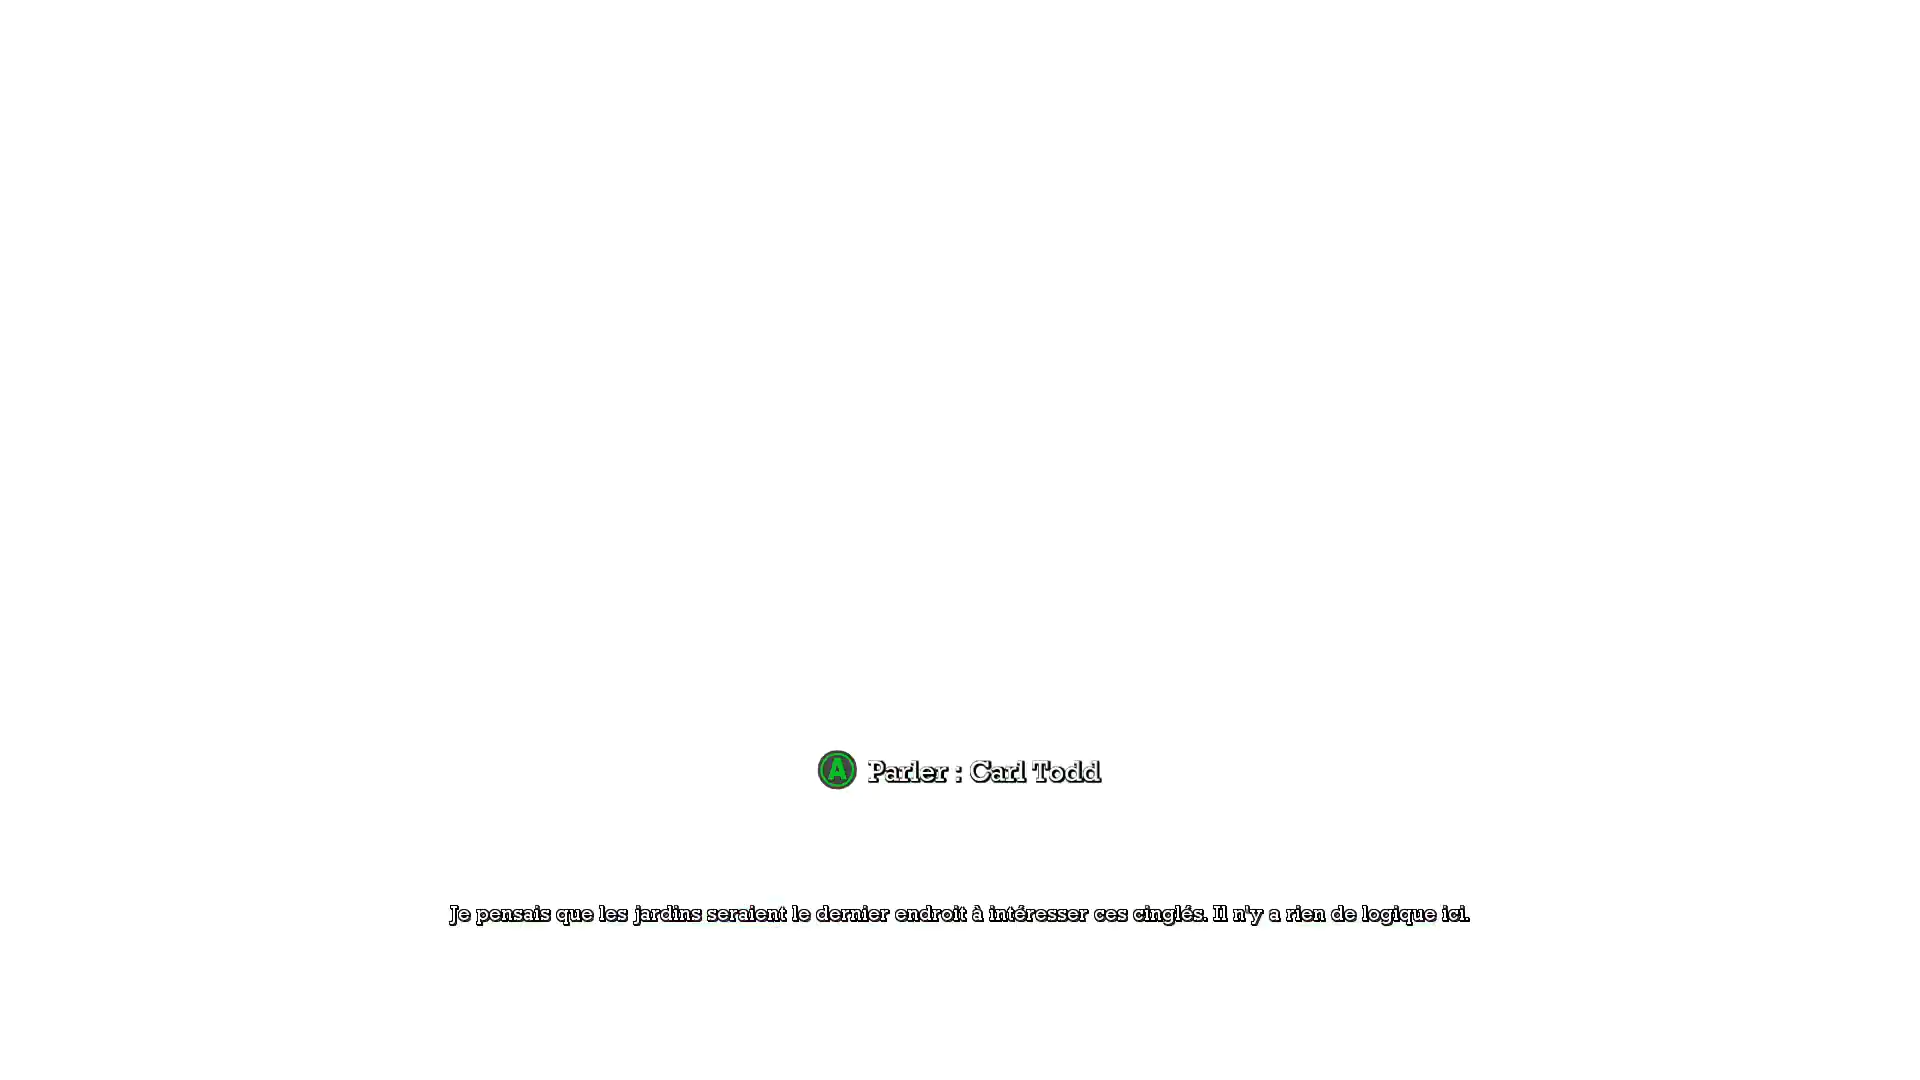 A Parler : Carl Todd
Je pensais que les jardins seraient le dernier endroit à intéresser ces cinglés. Il n'y a rien de logique ici.